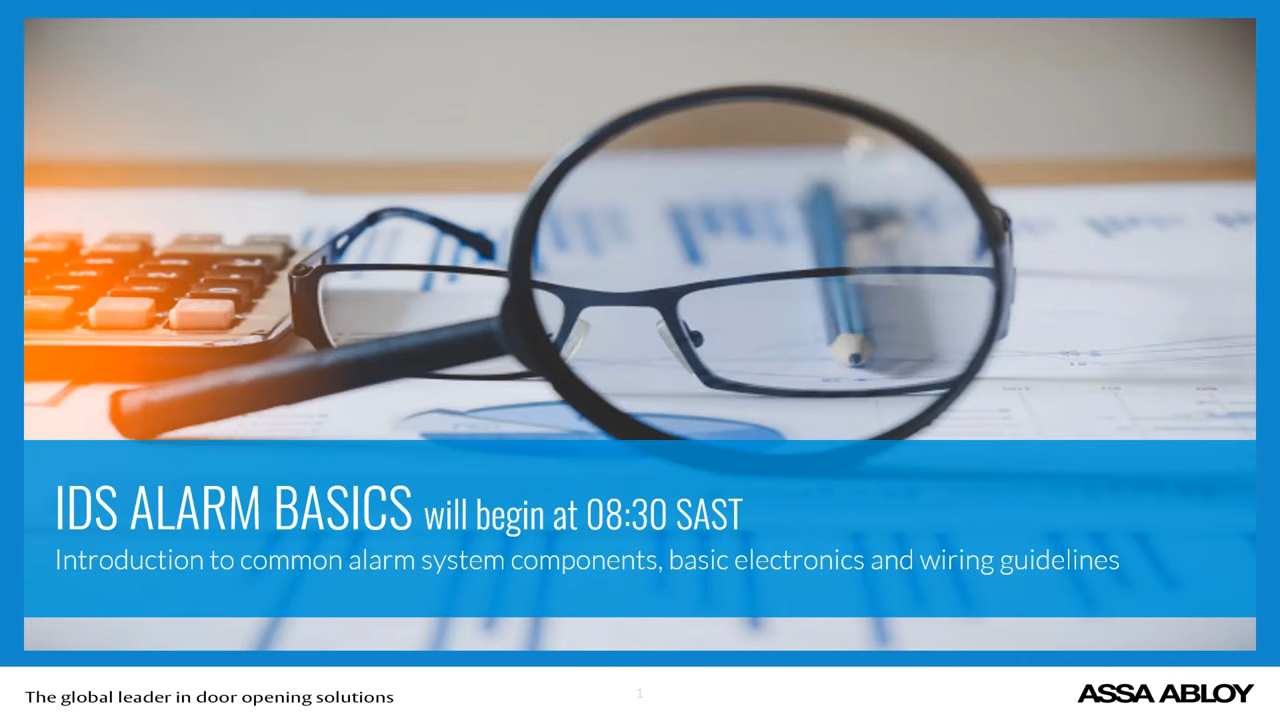 IDS ALARM BASICS will begin at 08:30 SAST
Introduction to common alarm system components, basic electronics and wiring guidelines
The global leader in door opening solutions
1
ASSA ABLOY